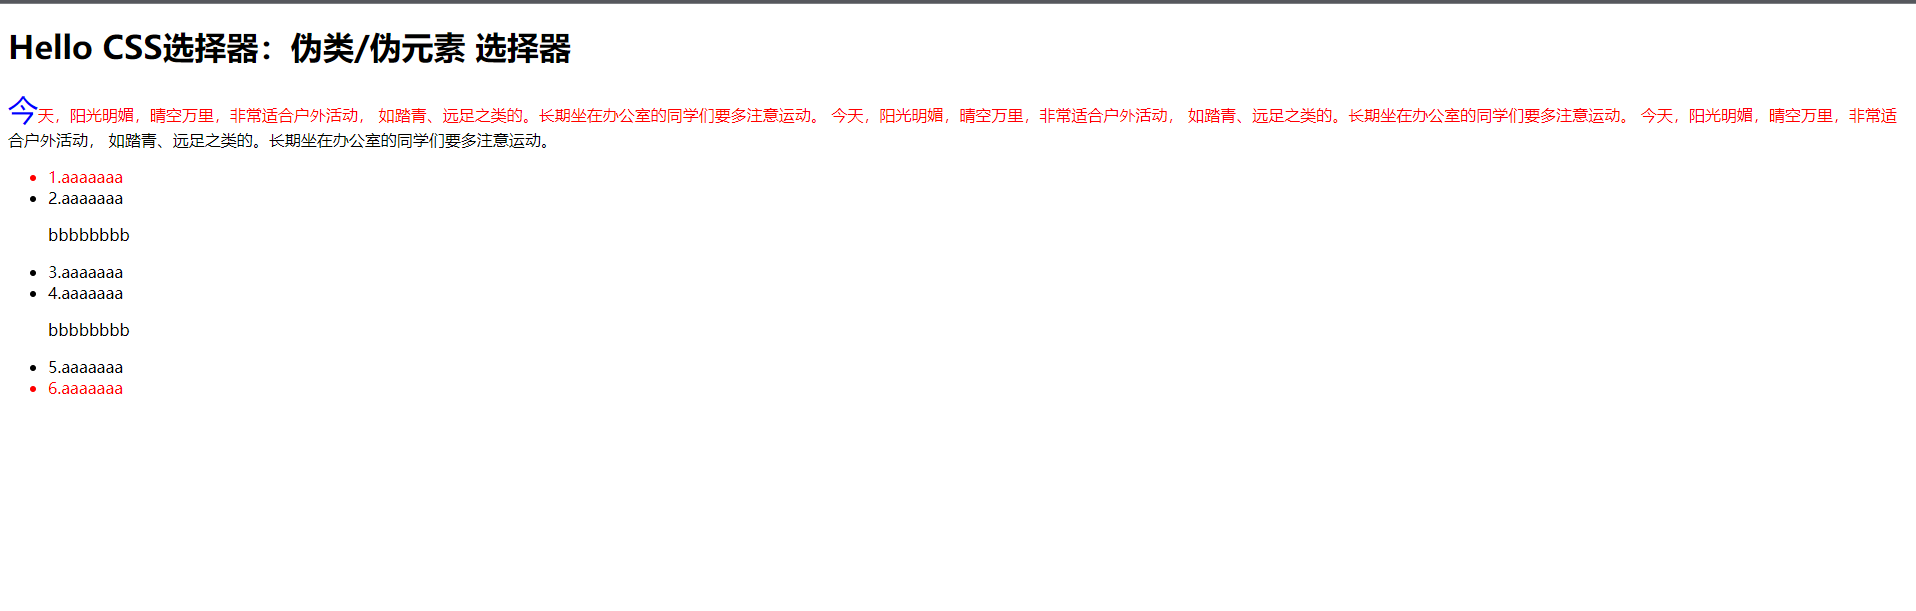 Hello CSS选择器：伪类/伪元素 选择器
今天，阳光明媚，晴空万里，非常适合户外活动， 如踏青、远足之类的。长期坐在办公室的同学们要多注意运动。 今天，阳光明媚，晴空万里，非常适合户外活动， 如踏青、远足之类的。长期坐在办公室的同学们要多注意运动。 今天，阳光明媚，晴空万里，非常适
合户外活动， 如踏青、远足之类的。长期坐在办公室的同学们要多注意运动。
• 1.aaaaaaa
• 2.aaaaaaa
bbbbbbbb
• 3.aaaaaaa
• 4.aaaaaaa
bbbbbbbb
• 5.aaaaaaa
• 6.aaaaaaa